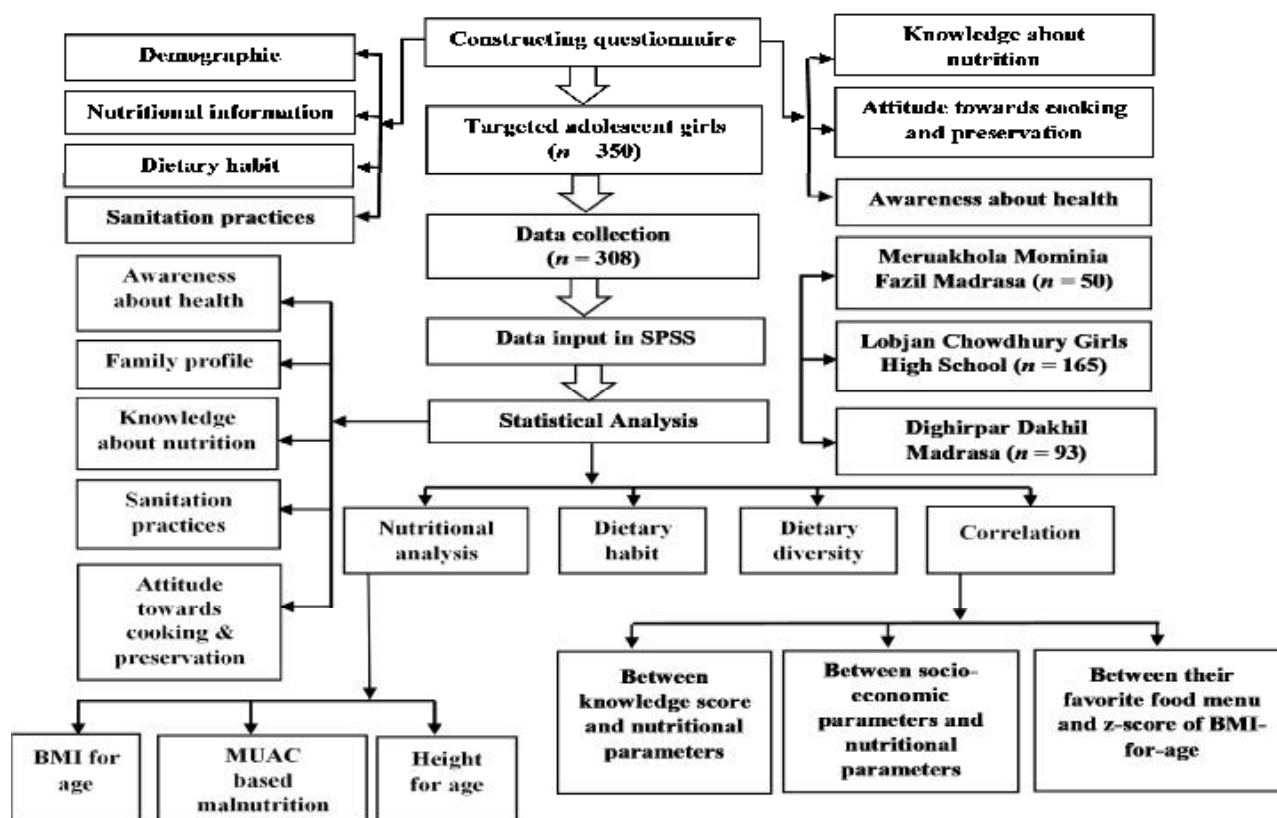 Constructing questionnaire
Demographic
Nutritional information
Dietary habit
Sanitation practices
Knowledge about
nutrition
Attitude towards cooking
and preservation
Awareness about health
Targeted adolescent girls
(n = 350)
Data collection
(n = 308)
Meruakhola Mominia
Fazil Madrasa (n = 50)
Lobjan Chowdhury Girls
High School (n = 165)
Dighirpar Dakhil
Madrasa (n = 93)
Data input in SPSS
Statistical Analysis
Awareness
about health
Family profile
Knowledge
about nutrition
Sanitation
practices
Attitude
towards
cooking &
preservation
Nutritional
analysis
Dietary
habit
Dietary
diversity
Correlation
BMI for
age
MUAC
based
malnutrition
Height
for age
Between
knowledge score
and nutritional
parameters
Between socio-
economic
parameters and
nutritional
parameters
Between their
favorite food menu
and z-score of BMI-
for-age